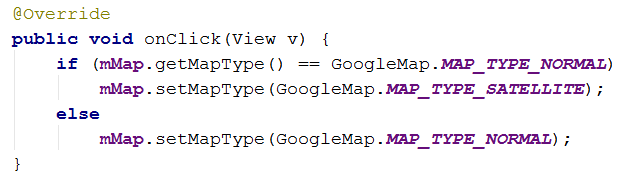 @Override
public void onClick(View v) {
    if (mMap.getMapType() == GoogleMap.MAP_TYPE_NORMAL)
        mMap.setMapType(GoogleMap.MAP_TYPE_SATELLITE);
    else
        mMap.setMapType(GoogleMap.MAP_TYPE_NORMAL);
}